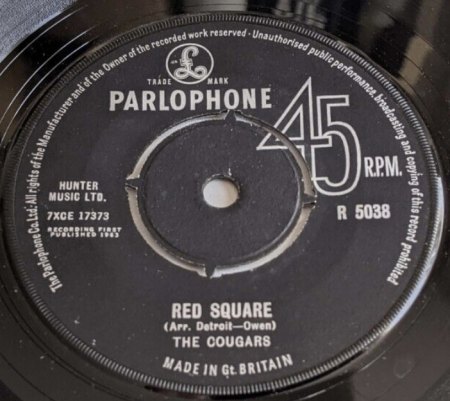 The Parlophone Co. Ltd; All rights of the Manufacturer and of the Owner of the recorded work reserved · Unauthorised public performance, broadcasting and copying of this record prohibited
£
TRADE MARK
PARLOPHONE
45
R.P.M.
HUNTER
MUSIC LTD.
7XCE 17373
RECORDING FIRST
PUBLISHED 1963
R 5038
RED SQUARE
(Arr. Detroit—Owen)
THE COUGARS
MADE IN Gt. BRITAIN